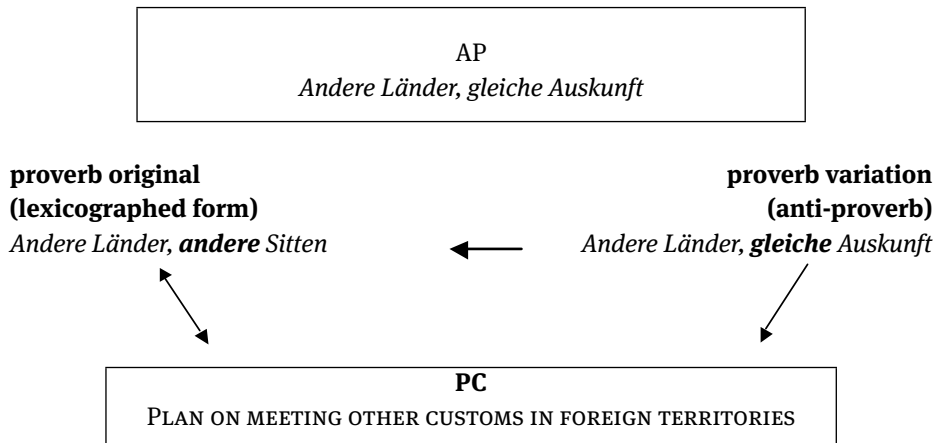 AP
Andere Länder, gleiche Auskunft
proverb original
(lexicographed form)
Andere Länder, andere Sitten
proverb variation
(anti-proverb)
Andere Länder, gleiche Auskunft
PC
Plan on meeting other customs in foreign territories